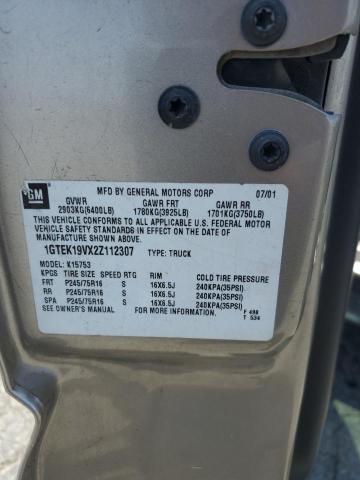 GM
MFD BY GENERAL MOTORS CORP 07/01
GVWR GAWR FRT GAWR RR
2903KG(6400LB) 1780KG(3925LB) 1701KG(3750LB)
THIS VEHICLE CONFORMS TO ALL APPLICABLE U.S. FEDERAL MOTOR
VEHICLE SAFETY STANDARDS IN EFFECT ON THE DATE OF
MANUFACTURE SHOWN ABOVE.
1GTEK19VX2Z112307 TYPE: TRUCK
MODEL: K15753
KPGS TIRE SIZE SPEED RTG RIM COLD TIRE PRESSURE
FRT P245/75R16 S 16X6.5J 240KPA(35PSI)
RR P245/75R16 S 16X6.5J 240KPA(35PSI)
SPA P245/75R16 S 16X6.5J 240KPA(35PSI)
SEE OWNER'S MANUAL FOR ADDITIONAL INFORMATION.
F 498
T 534